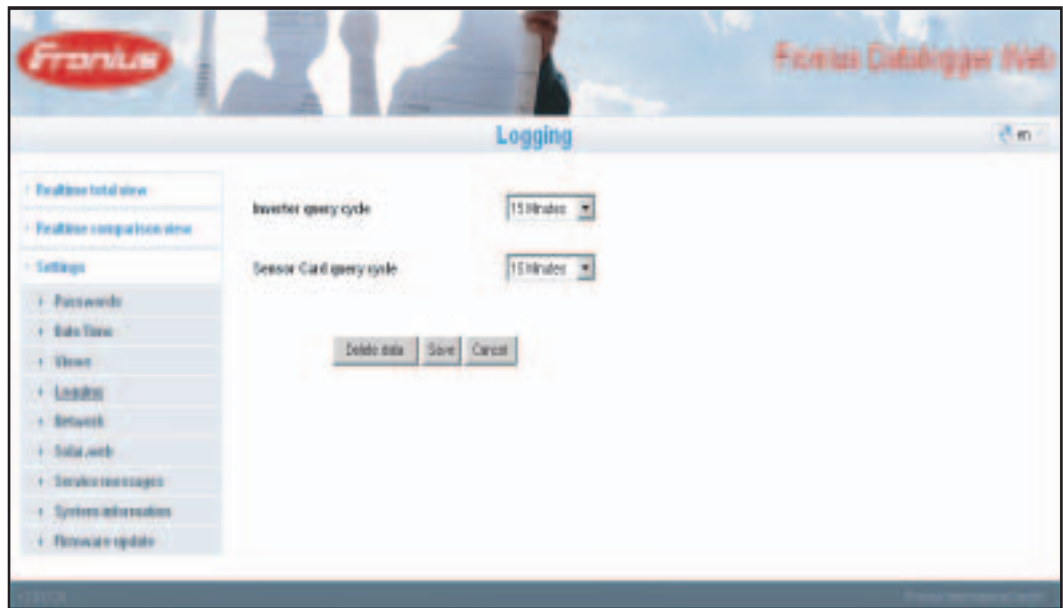 Fronius
Fronius Datalogger Web
Logging
en
Realtime total view
Realtime comparison view
Settings
Passwords
Date Time
Views
Logging
Network
Solar.web
Service messages
System information
Firmware update
Inverter query cycle
15 Minutes
Sensor Card query cycle
15 Minutes
Delete data
Save
Cancel